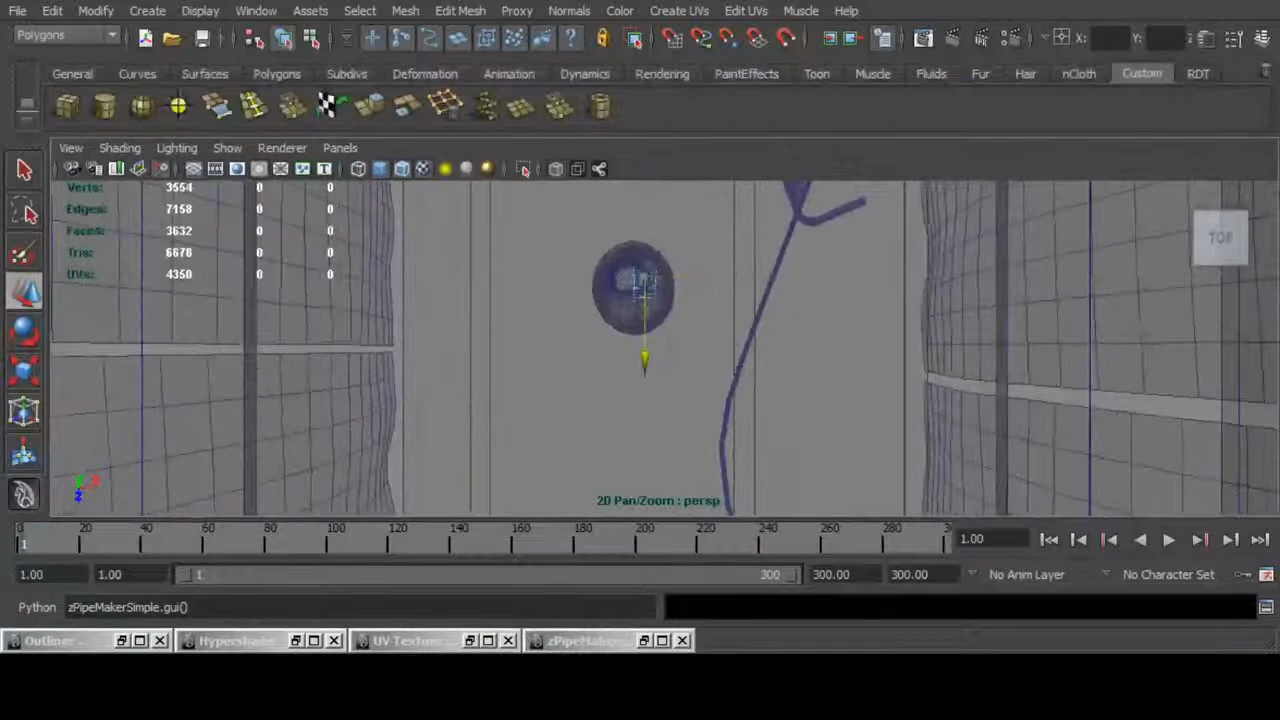 File Edit Modify Create Display Window Assets Select Mesh Edit Mesh Proxy Normals Color Create UVs Edit UVs Muscle Help
Polygons X: Y:
General Curves Surfaces Polygons Subdivs Deformation Animation Dynamics Rendering PaintEffects Toon Muscle Fluids Fur Hair nCloth Custom RDT
View Shading Lighting Show Renderer Panels
Verts: 3554 0 0
Edges: 7158 0 0
Faces: 3632 0 0
Tris: 6678 0 0
UVs: 4350 0 0
TOP
2D Pan/Zoom : persp
20 40 60 80 100 120 140 160 180 200 220 240 260 280
1 1.00
1.00 1.00 1 300 300.00 300.00 No Anim Layer No Character Set
Python zPipeMakerSimple.gui()
Outliner Hypershade UV Texture zPipeMake